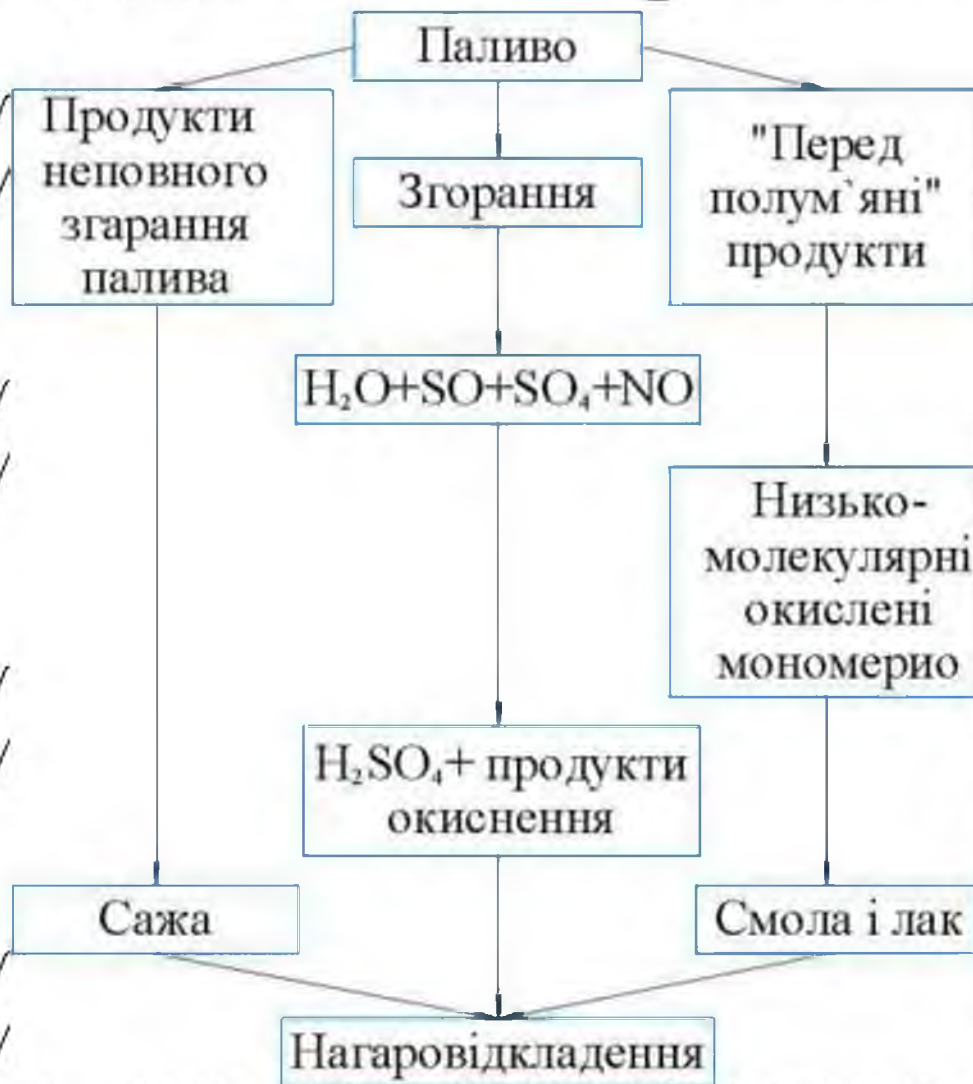 Паливо
Продукти
неповного
згарання
палива
Згорання
"Перед
полум`яні"
продукти
H₂O+SO+SO₄+NO
Низько-
молекулярні
окислені
мономерио
H₂SO₄+ продукти
окиснення
Сажа
Смола і лак
Нагаровідкладення